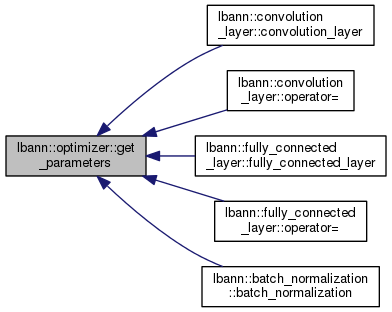 lbann::convolution
_layer::convolution_layer
lbann::convolution
_layer::operator=
lbann::optimizer::get
_parameters
lbann::fully_connected
_layer::fully_connected_layer
lbann::fully_connected
_layer::operator=
lbann::batch_normalization
::batch_normalization